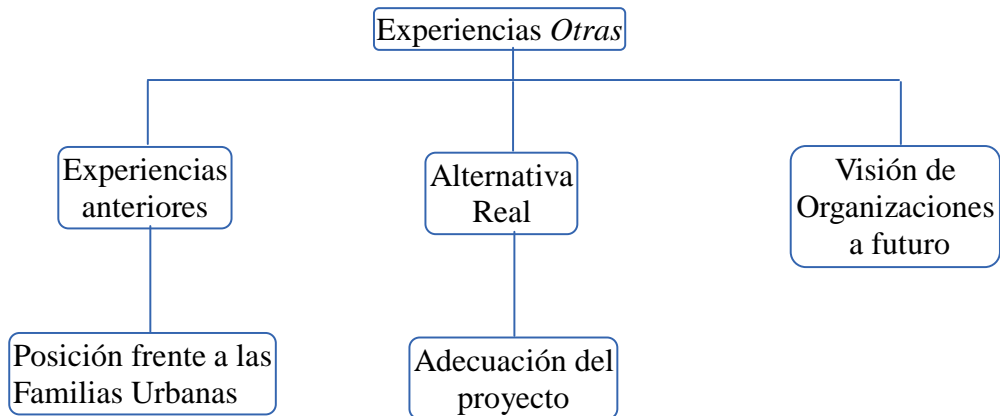 Experiencias Otras
Experiencias
anteriores
Alternativa
Real
Visión de
Organizaciones
a futuro
Posición frente a las
Familias Urbanas
Adecuación del
proyecto